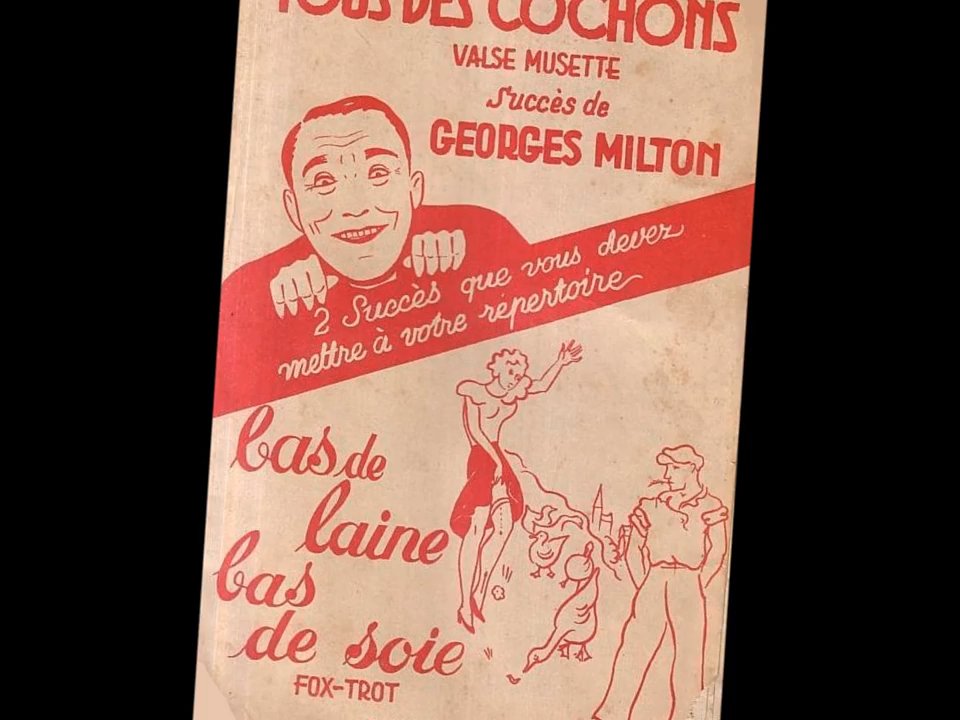 TOUS DES COCHONS
VALSE MUSETTE
Succès de
GEORGES MILTON
2 Succès que vous devez
mettre à votre répertoire
bas de
laine
bas
de soie
FOX-TROT